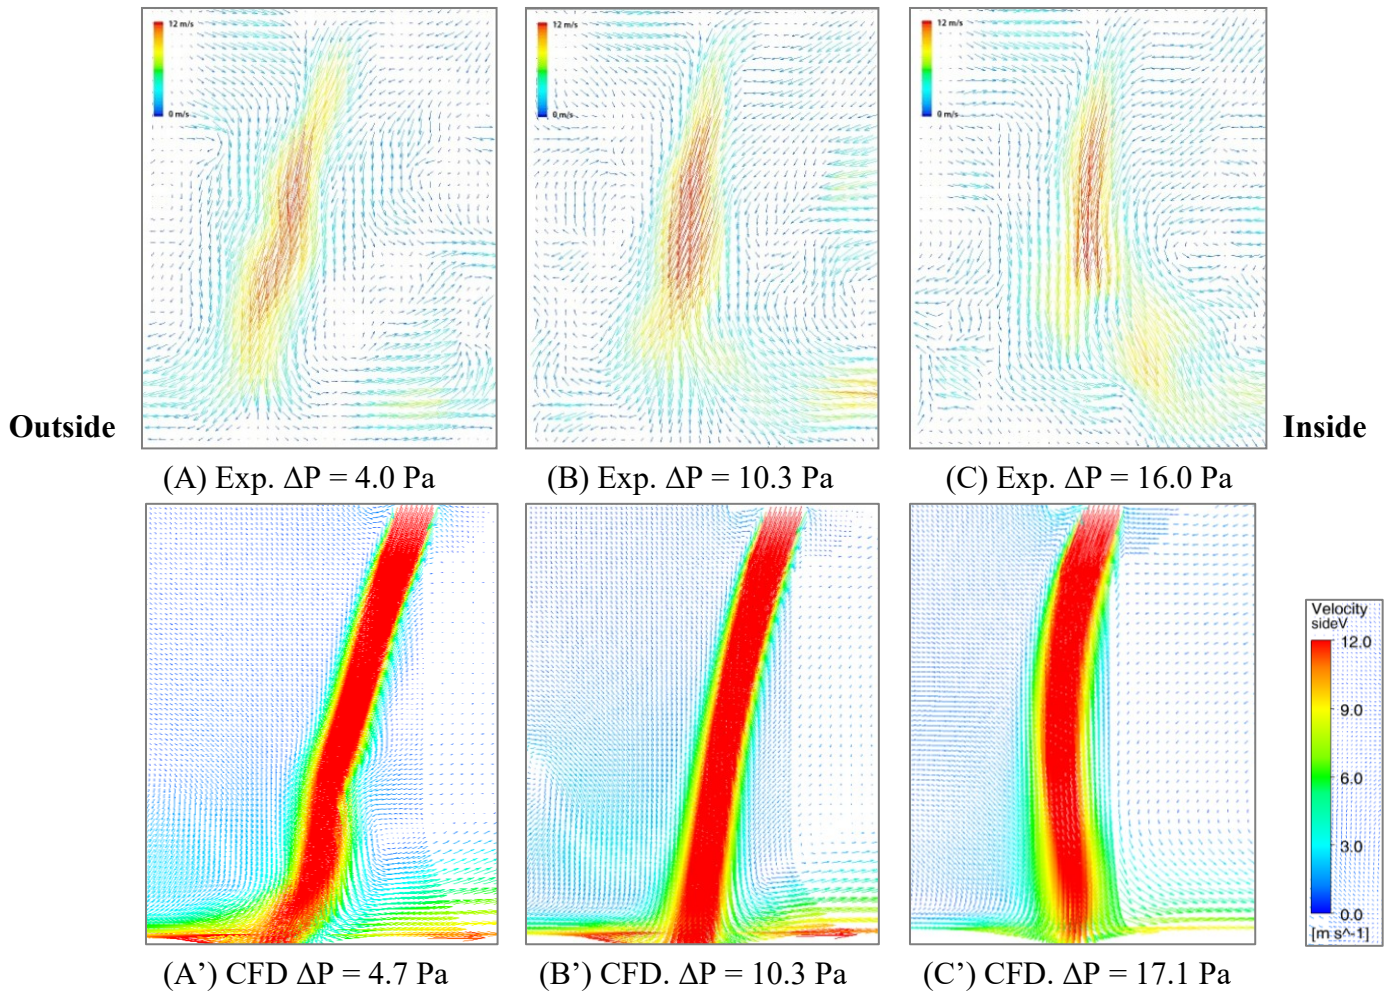 12 m/s
0 m/s
12 m/s
0 m/s
12 m/s
0 m/s
Outside
Inside
(A) Exp. ΔP = 4.0 Pa
(B) Exp. ΔP = 10.3 Pa
(C) Exp. ΔP = 16.0 Pa
Velocity
sideV
12.0
9.0
6.0
3.0
0.0
[m s^-1]
(A’) CFD ΔP = 4.7 Pa
(B’) CFD. ΔP = 10.3 Pa
(C’) CFD. ΔP = 17.1 Pa